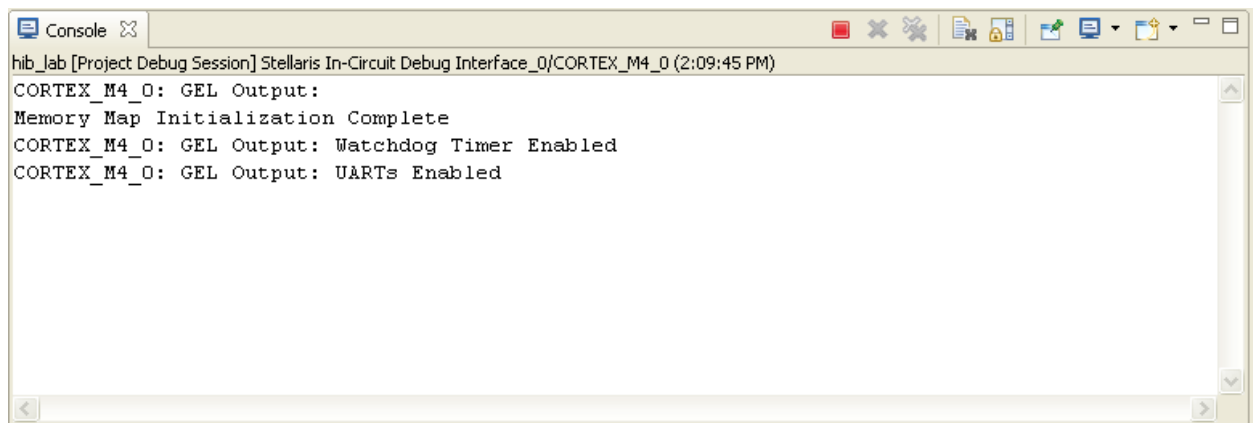 Console
hib_lab [Project Debug Session] Stellaris In-Circuit Debug Interface_0/CORTEX_M4_0 (2:09:45 PM)
CORTEX_M4_0: GEL Output:
Memory Map Initialization Complete
CORTEX_M4_0: GEL Output: Watchdog Timer Enabled
CORTEX_M4_0: GEL Output: UARTs Enabled